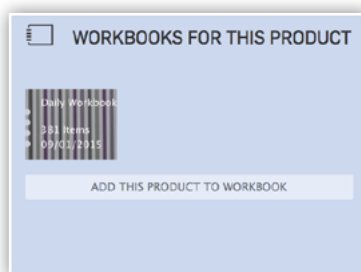 WORKBOOKS FOR THIS PRODUCT
Daily Workbook
381 Items
09/01/2015
ADD THIS PRODUCT TO WORKBOOK